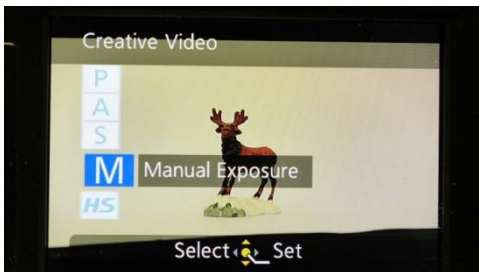 Creative Video
P
A
S
M Manual Exposure
HS
Select Set